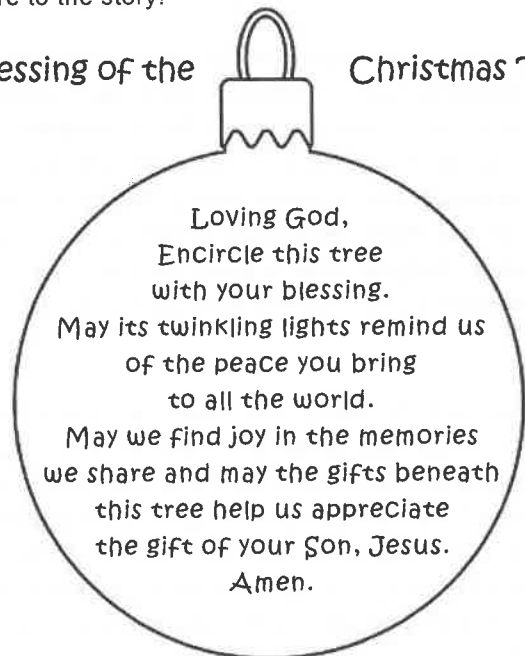 to the story!
essing of the Christmas
Loving God,
Encircle this tree
with your blessing.
May its twinkling lights remind us
of the peace you bring
to all the world.
May we find joy in the memories
we share and may the gifts beneath
this tree help us appreciate
the gift of your Son, Jesus.
Amen.